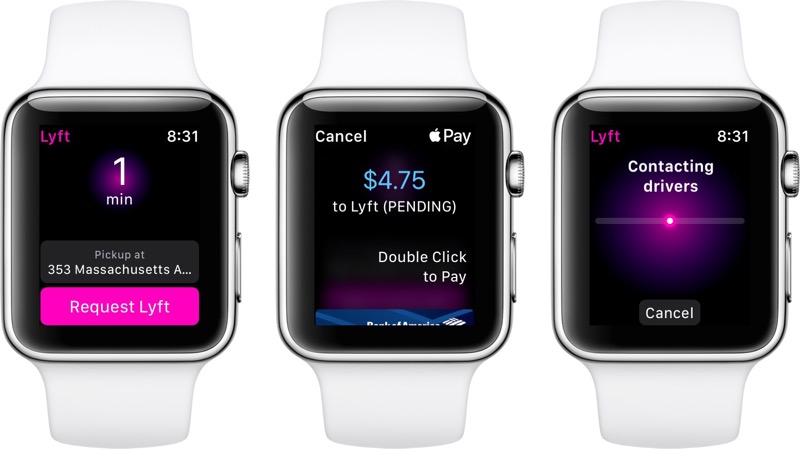 Lyft 8:31
1
min
Pickup at
353 Massachusetts A...
Request Lyft
Cancel Pay
$4.75
to Lyft (PENDING)
Double Click
to Pay
Bank of America
Lyft 8:31
Contacting
drivers
Cancel